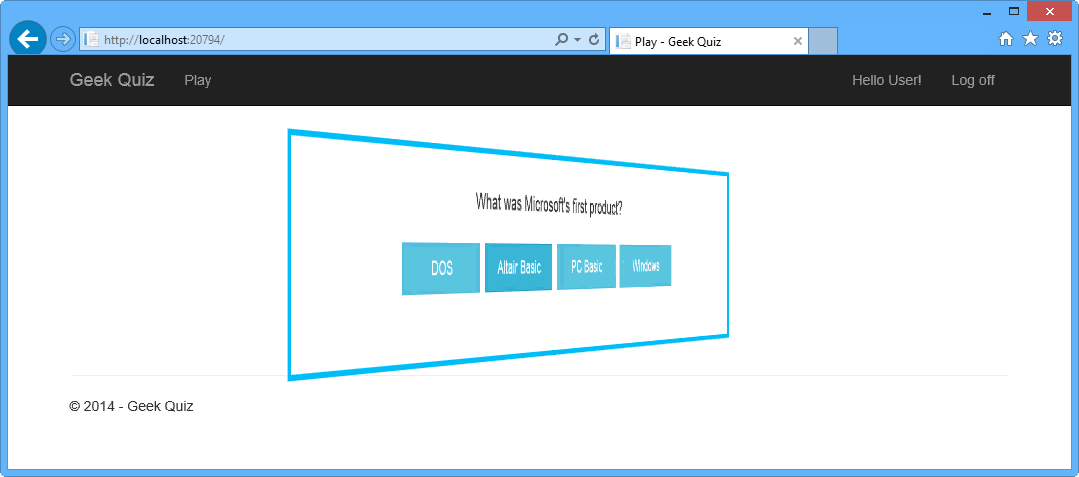 http://localhost:20794/
Play - Geek Quiz
Geek Quiz Play Hello User! Log off
What was Microsoft's first product?
DOS Altair Basic PC Basic Windows
© 2014 - Geek Quiz